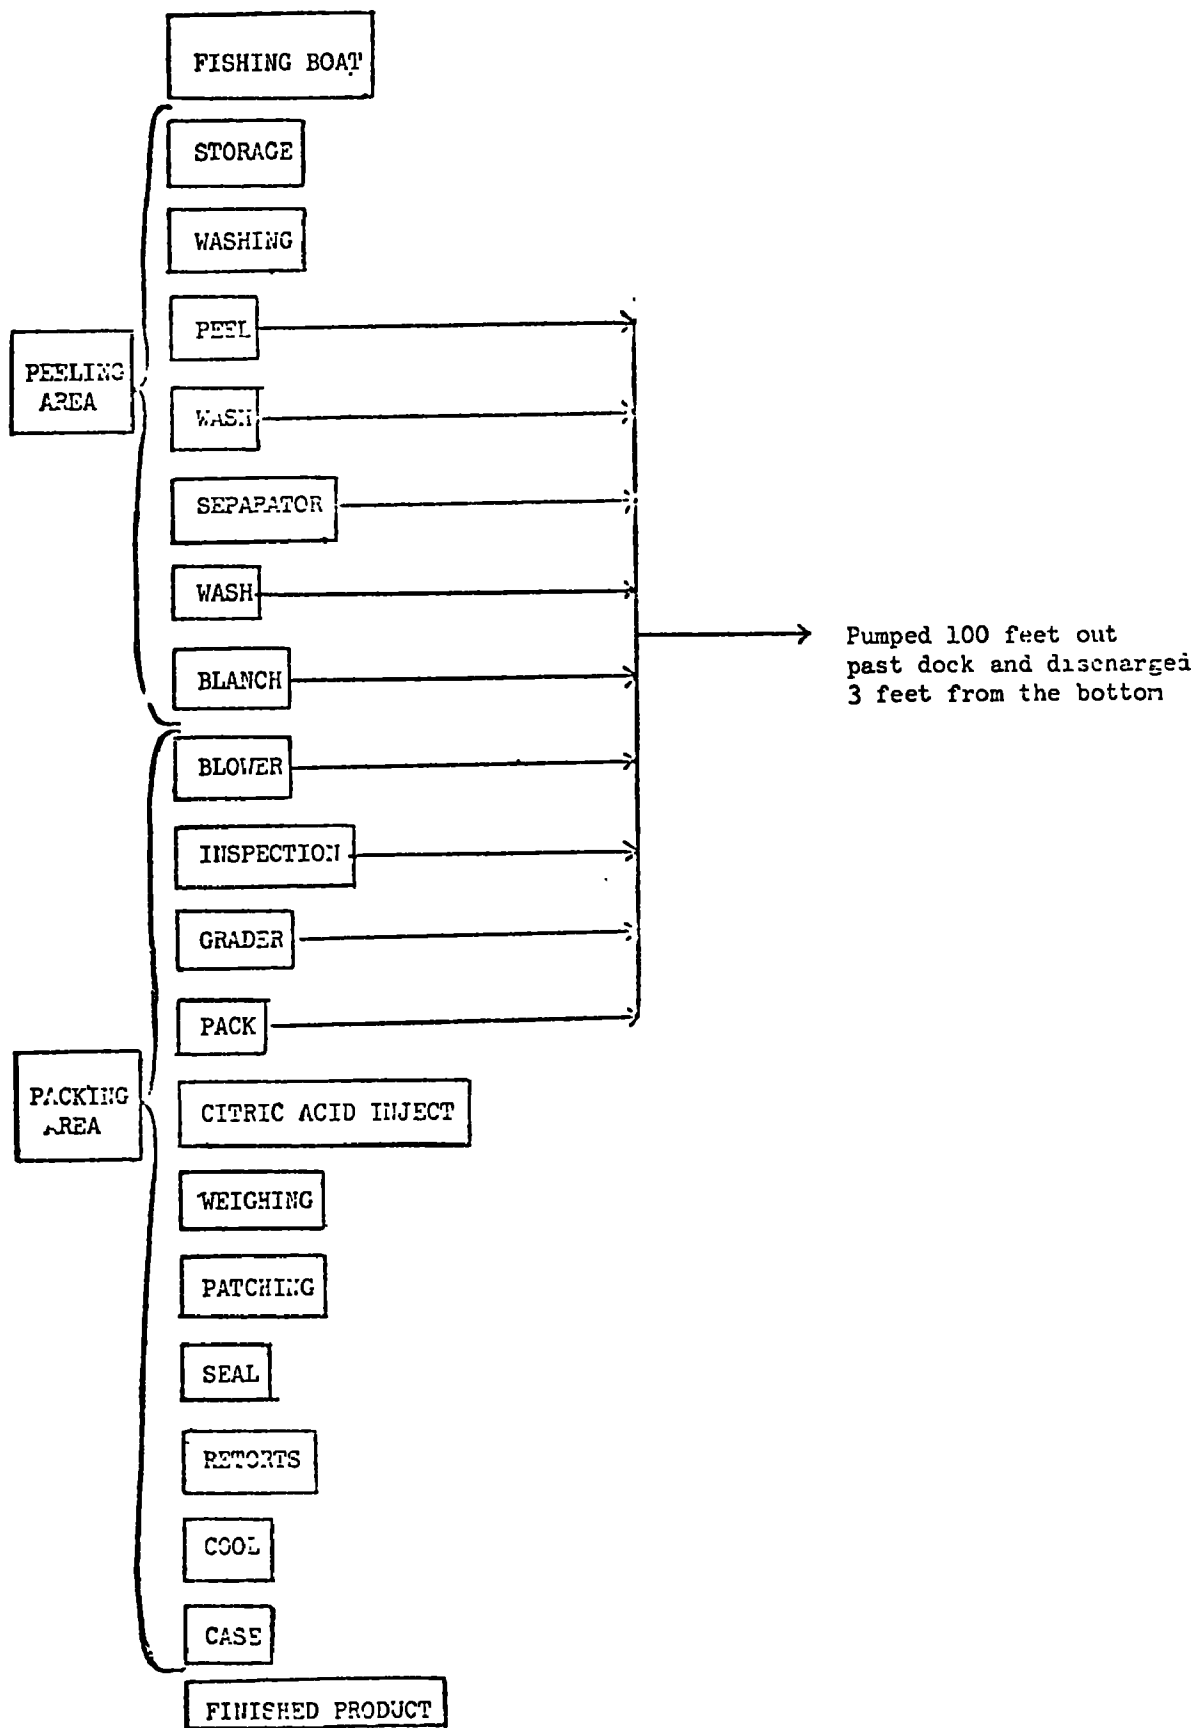 FISHING BOAT
STORAGE
WASHING
PEEL
PEELING
AREA
WASH
SEPARATOR
WASH
Pumped 100 feet out
past dock and discharged
3 feet from the bottom
BLANCH
BLOWER
INSPECTION
GRADER
PACK
PACKING
AREA
CITRIC ACID INJECT
WEIGHING
PATCHING
SEAL
RETORTS
COOL
CASE
FINISHED PRODUCT